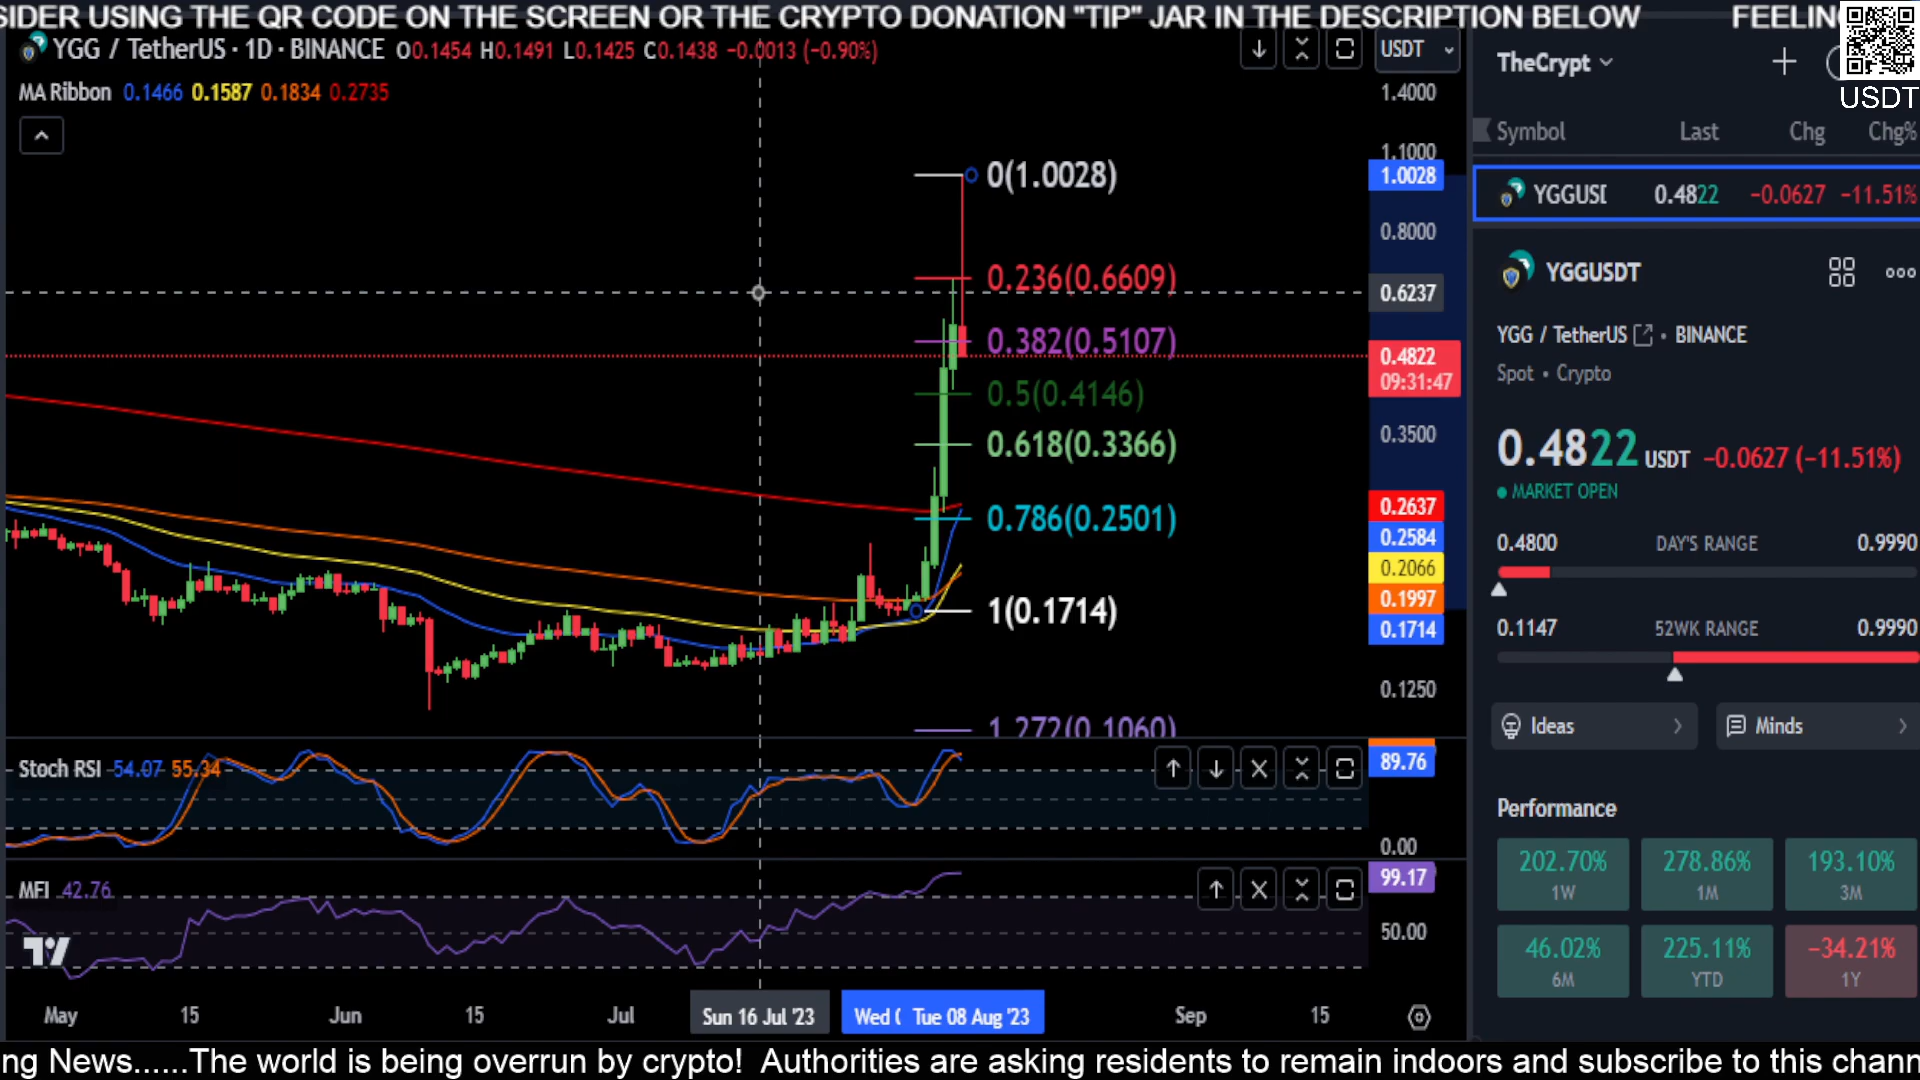 SIDER USING THE QR CODE ON THE SCREEN OR THE CRYPTO DONATION "TIP" JAR IN THE DESCRIPTION BELOW FEELING
YGG / TetherUS · 1D · BINANCE O0.1454 H0.1491 L0.1425 C0.1438 −0.0013 (−0.90%)
MA Ribbon 0.1466 0.1587 0.1834 0.2735
USDT
1.4000
1.1000
1.0028
0.8000
0.6237
0.4822
09:31:47
0.3500
0.2637
0.2584
0.2066
0.1997
0.1714
0.1250
0(1.0028)
0.236(0.6609)
0.382(0.5107)
0.5(0.4146)
0.618(0.3366)
0.786(0.2501)
1(0.1714)
1.272(0.1060)
Stoch RSI 54.07 55.34
89.76
0.00
MFI 42.76
99.17
50.00
May 15 Jun 15 Jul Sun 16 Jul '23 Wed 0 Tue 08 Aug '23 Sep 15
TheCrypt
USDT
Symbol Last Chg Chg%
YGGUSD 0.4822 −0.0627 −11.51%
YGGUSDT
YGG / TetherUS · BINANCE
Spot • Crypto
0.4822 USDT −0.0627 (−11.51%)
MARKET OPEN
0.4800 DAY'S RANGE 0.9990
0.1147 52WK RANGE 0.9990
Ideas Minds
Performance
202.70% 278.86% 193.10%
1W 1M 3M
46.02% 225.11% −34.21%
6M YTD 1Y
ng News......The world is being overrun by crypto! Authorities are asking residents to remain indoors and subscribe to this chann